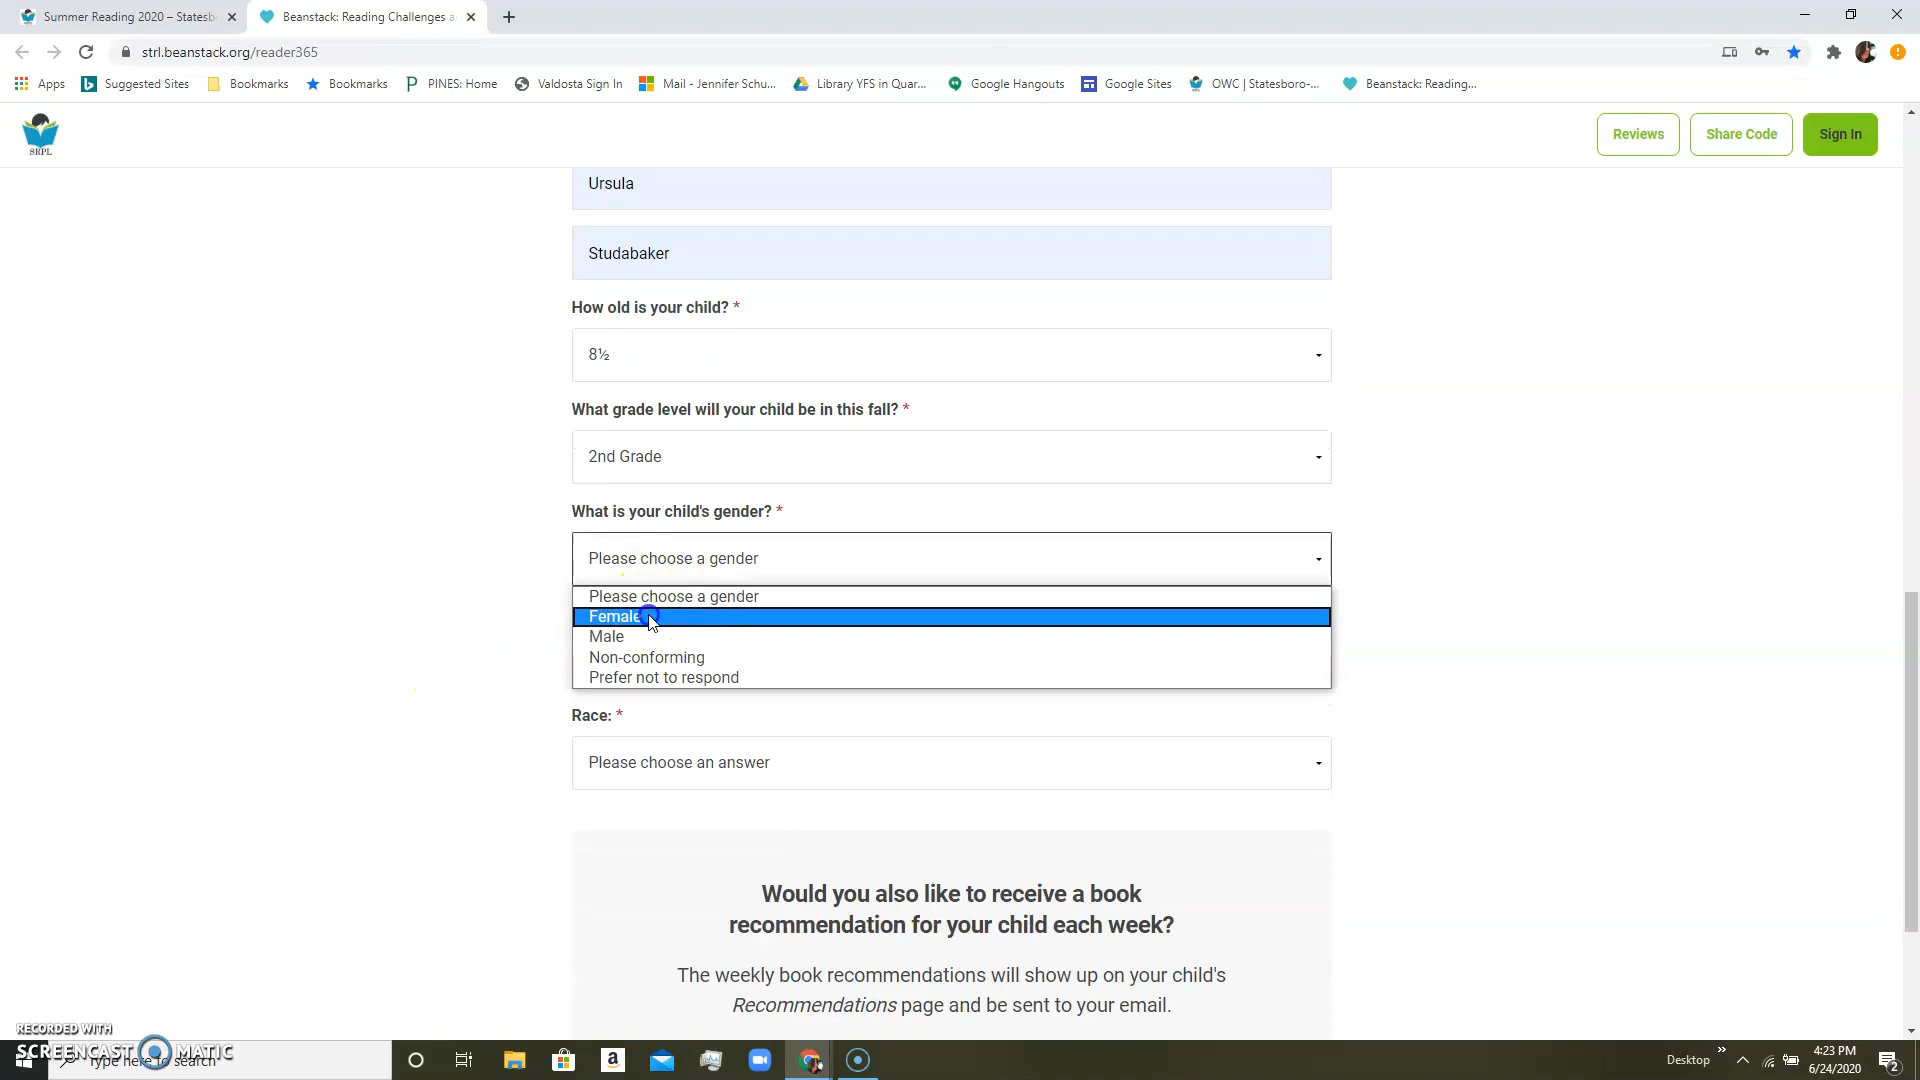 Summer Reading 2020 – Statesb
Beanstack: Reading Challenges a
strl.beanstack.org/reader365
Apps
Suggested Sites
Bookmarks
Bookmarks
PINES: Home
Valdosta Sign In
Mail - Jennifer Schu...
Library YFS in Quar...
Google Hangouts
Google Sites
OWC | Statesboro-...
Beanstack: Reading...
SRPL
Reviews
Share Code
Sign In
Ursula
Studabaker
How old is your child? *
8½
What grade level will your child be in this fall? *
2nd Grade
What is your child's gender? *
Please choose a gender
Please choose a gender
Female
Male
Non-conforming
Prefer not to respond
Race: *
Please choose an answer
Would you also like to receive a book
recommendation for your child each week?
The weekly book recommendations will show up on your child's
Recommendations page and be sent to your email.
RECORDED WITH
SCREENCAST MATIC
Type here to search
Desktop
4:23 PM
6/24/2020
2